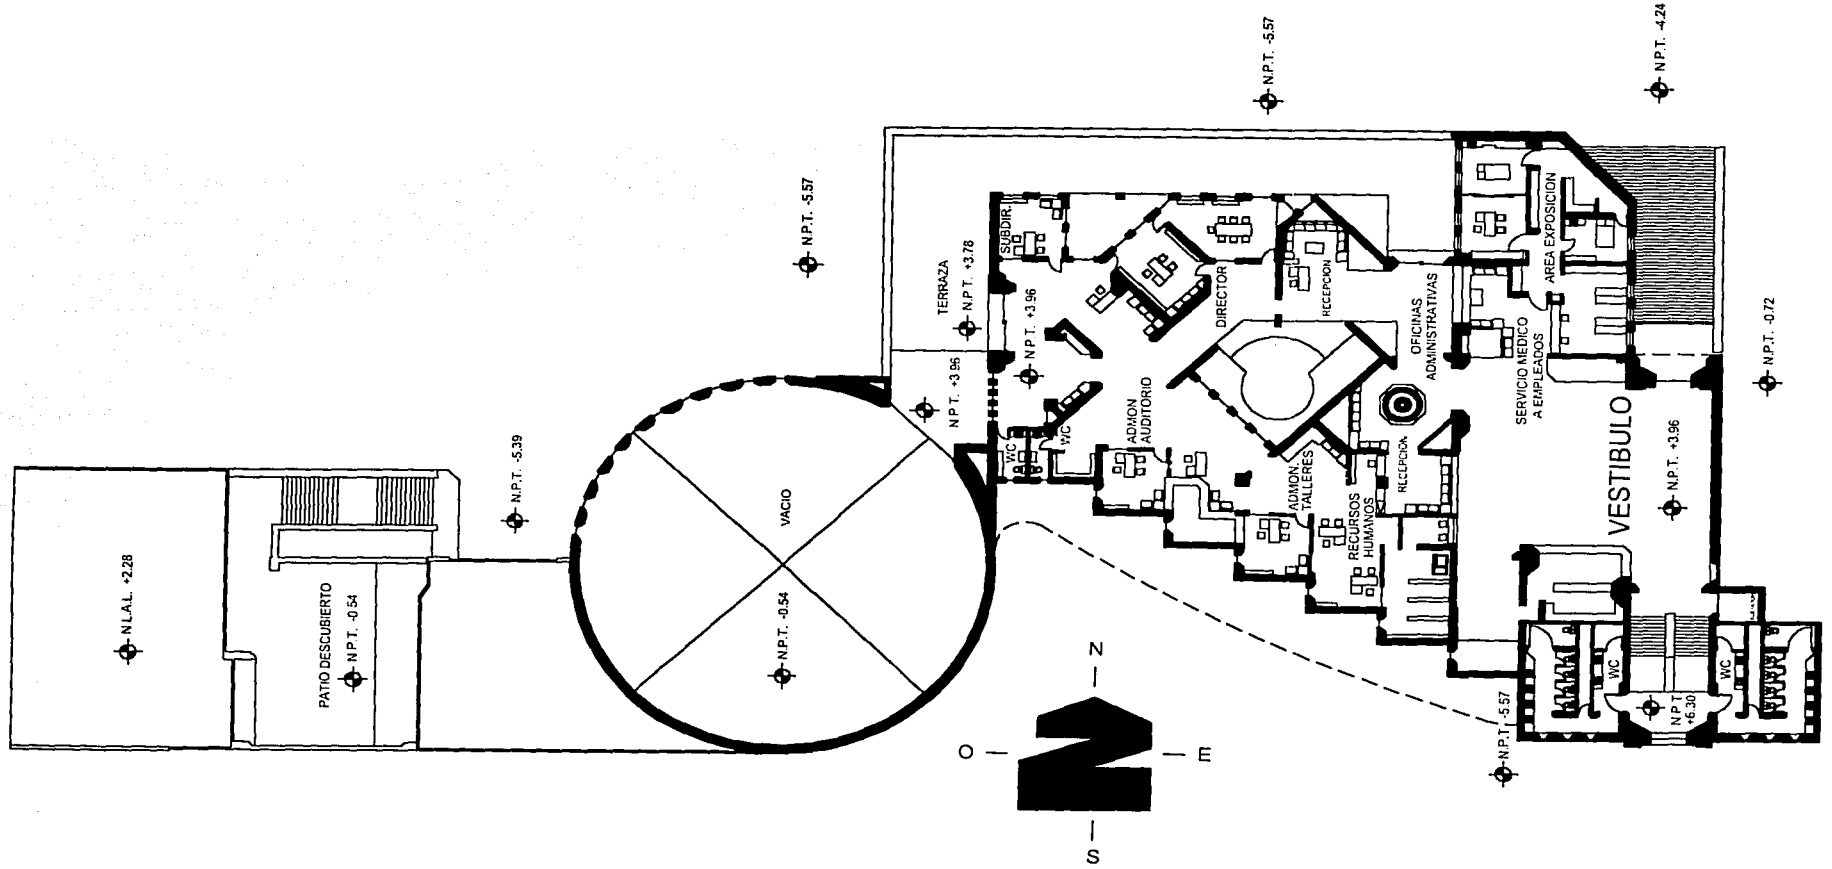 N.L.A.L. +2.28
PATIO DESCUBIERTO
N.P.T. -0.54
N.P.T. -5.39
VACIO
N.P.T. -0.54
N.P.T. -5.57
TERRAZA
N.P.T. +3.78
N.P.T. +3.96
N.P.T. +3.96
SUBDIR.
WC
WC
ADMON
AUDITORIO
DIRECTOR
N.P.T. -5.57
RECEPCION
ADMON.
TALLERES
RECURSOS
HUMANOS
RECEPCION
OFICINAS
ADMINISTRATIVAS
SERVICIO MEDICO
A EMPLEADOS
AREA EXPOSICION
N.P.T. -4.24
VESTIBULO
N.P.T. +3.96
N.P.T. -0.72
WC
WC
N P T
+6.30
N.P.T. -5.57
N
O
E
S